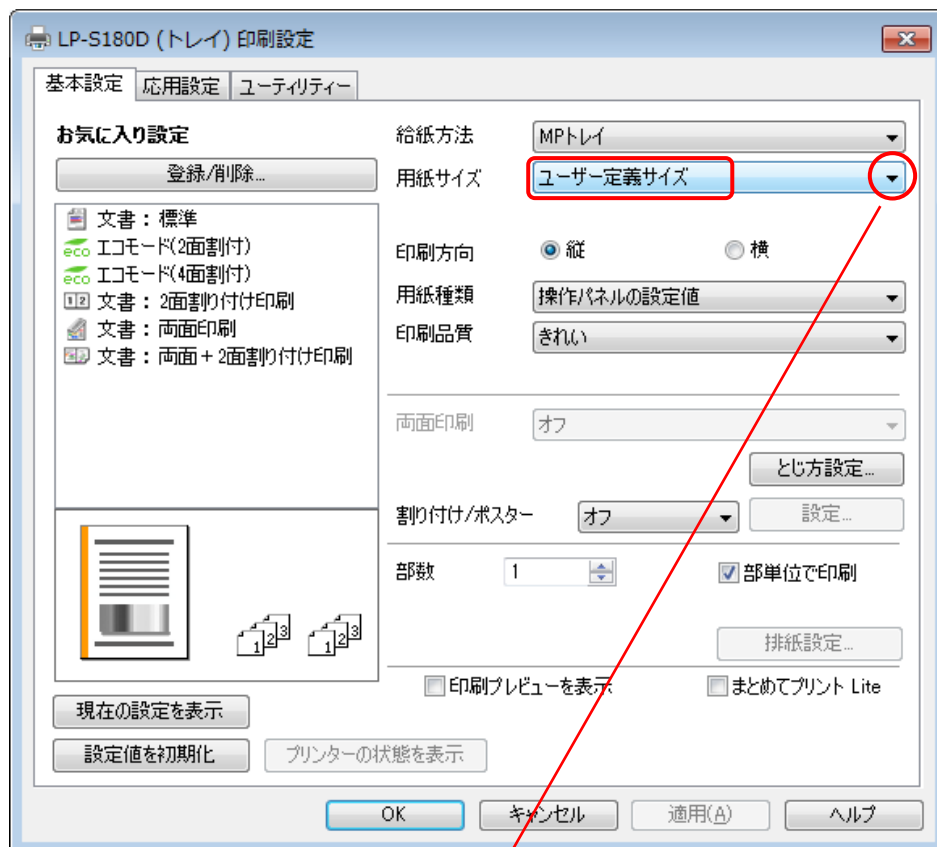 LP-S180D (トレイ) 印刷設定
基本設定 応用設定 ユーティリティー
お気に入り設定
登録/削除...
文書：標準
eco エコモード(2面割付)
eco エコモード(4面割付)
1 2 文書：2面割り付け印刷
文書：両面印刷
文書：両面＋2面割り付け印刷
1 2 3 1 2 3
現在の設定を表示
設定値を初期化 プリンターの状態を表示
給紙方法 MPトレイ
用紙サイズ ユーザー定義サイズ
印刷方向 縦 横
用紙種類 操作パネルの設定値
印刷品質 きれい
両面印刷 オフ
とじ方設定...
割り付け/ポスター オフ 設定...
部数 1 部単位で印刷
排紙設定...
印刷プレビューを表示 まとめてプリント Lite
OK キャンセル 適用(A) ヘルプ